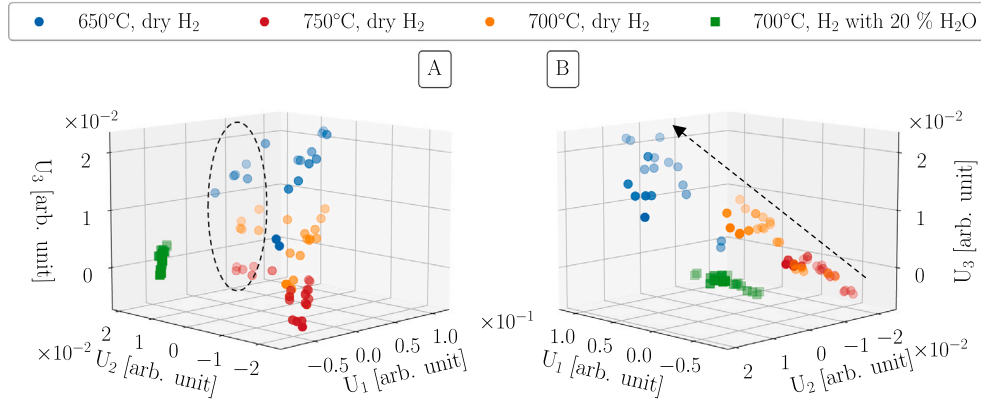 650°C, dry H₂ 750°C, dry H₂ 700°C, dry H₂ 700°C, H₂ with 20 % H₂O
A B
×10⁻²
2
1
0
U₃ [arb. unit]
2 1 0 −1 −2
×10⁻²
U₂ [arb. unit]
−0.5 0.0 0.5 1.0
×10⁻¹
U₁ [arb. unit]
1.0 0.5 0.0 −0.5
U₁ [arb. unit]
2 1 0 −1 −2
×10⁻²
U₂ [arb. unit]
×10⁻²
2
1
0
U₃ [arb. unit]